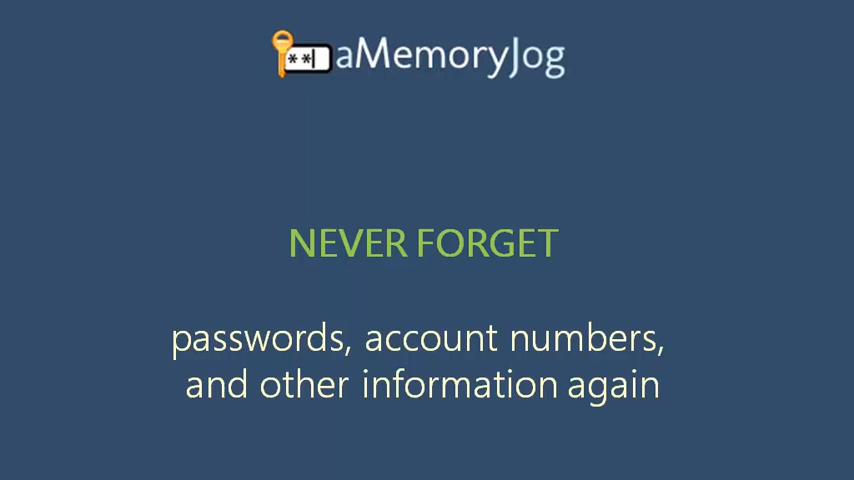 **
aMemoryJog
NEVER FORGET
passwords, account numbers,
and other information again